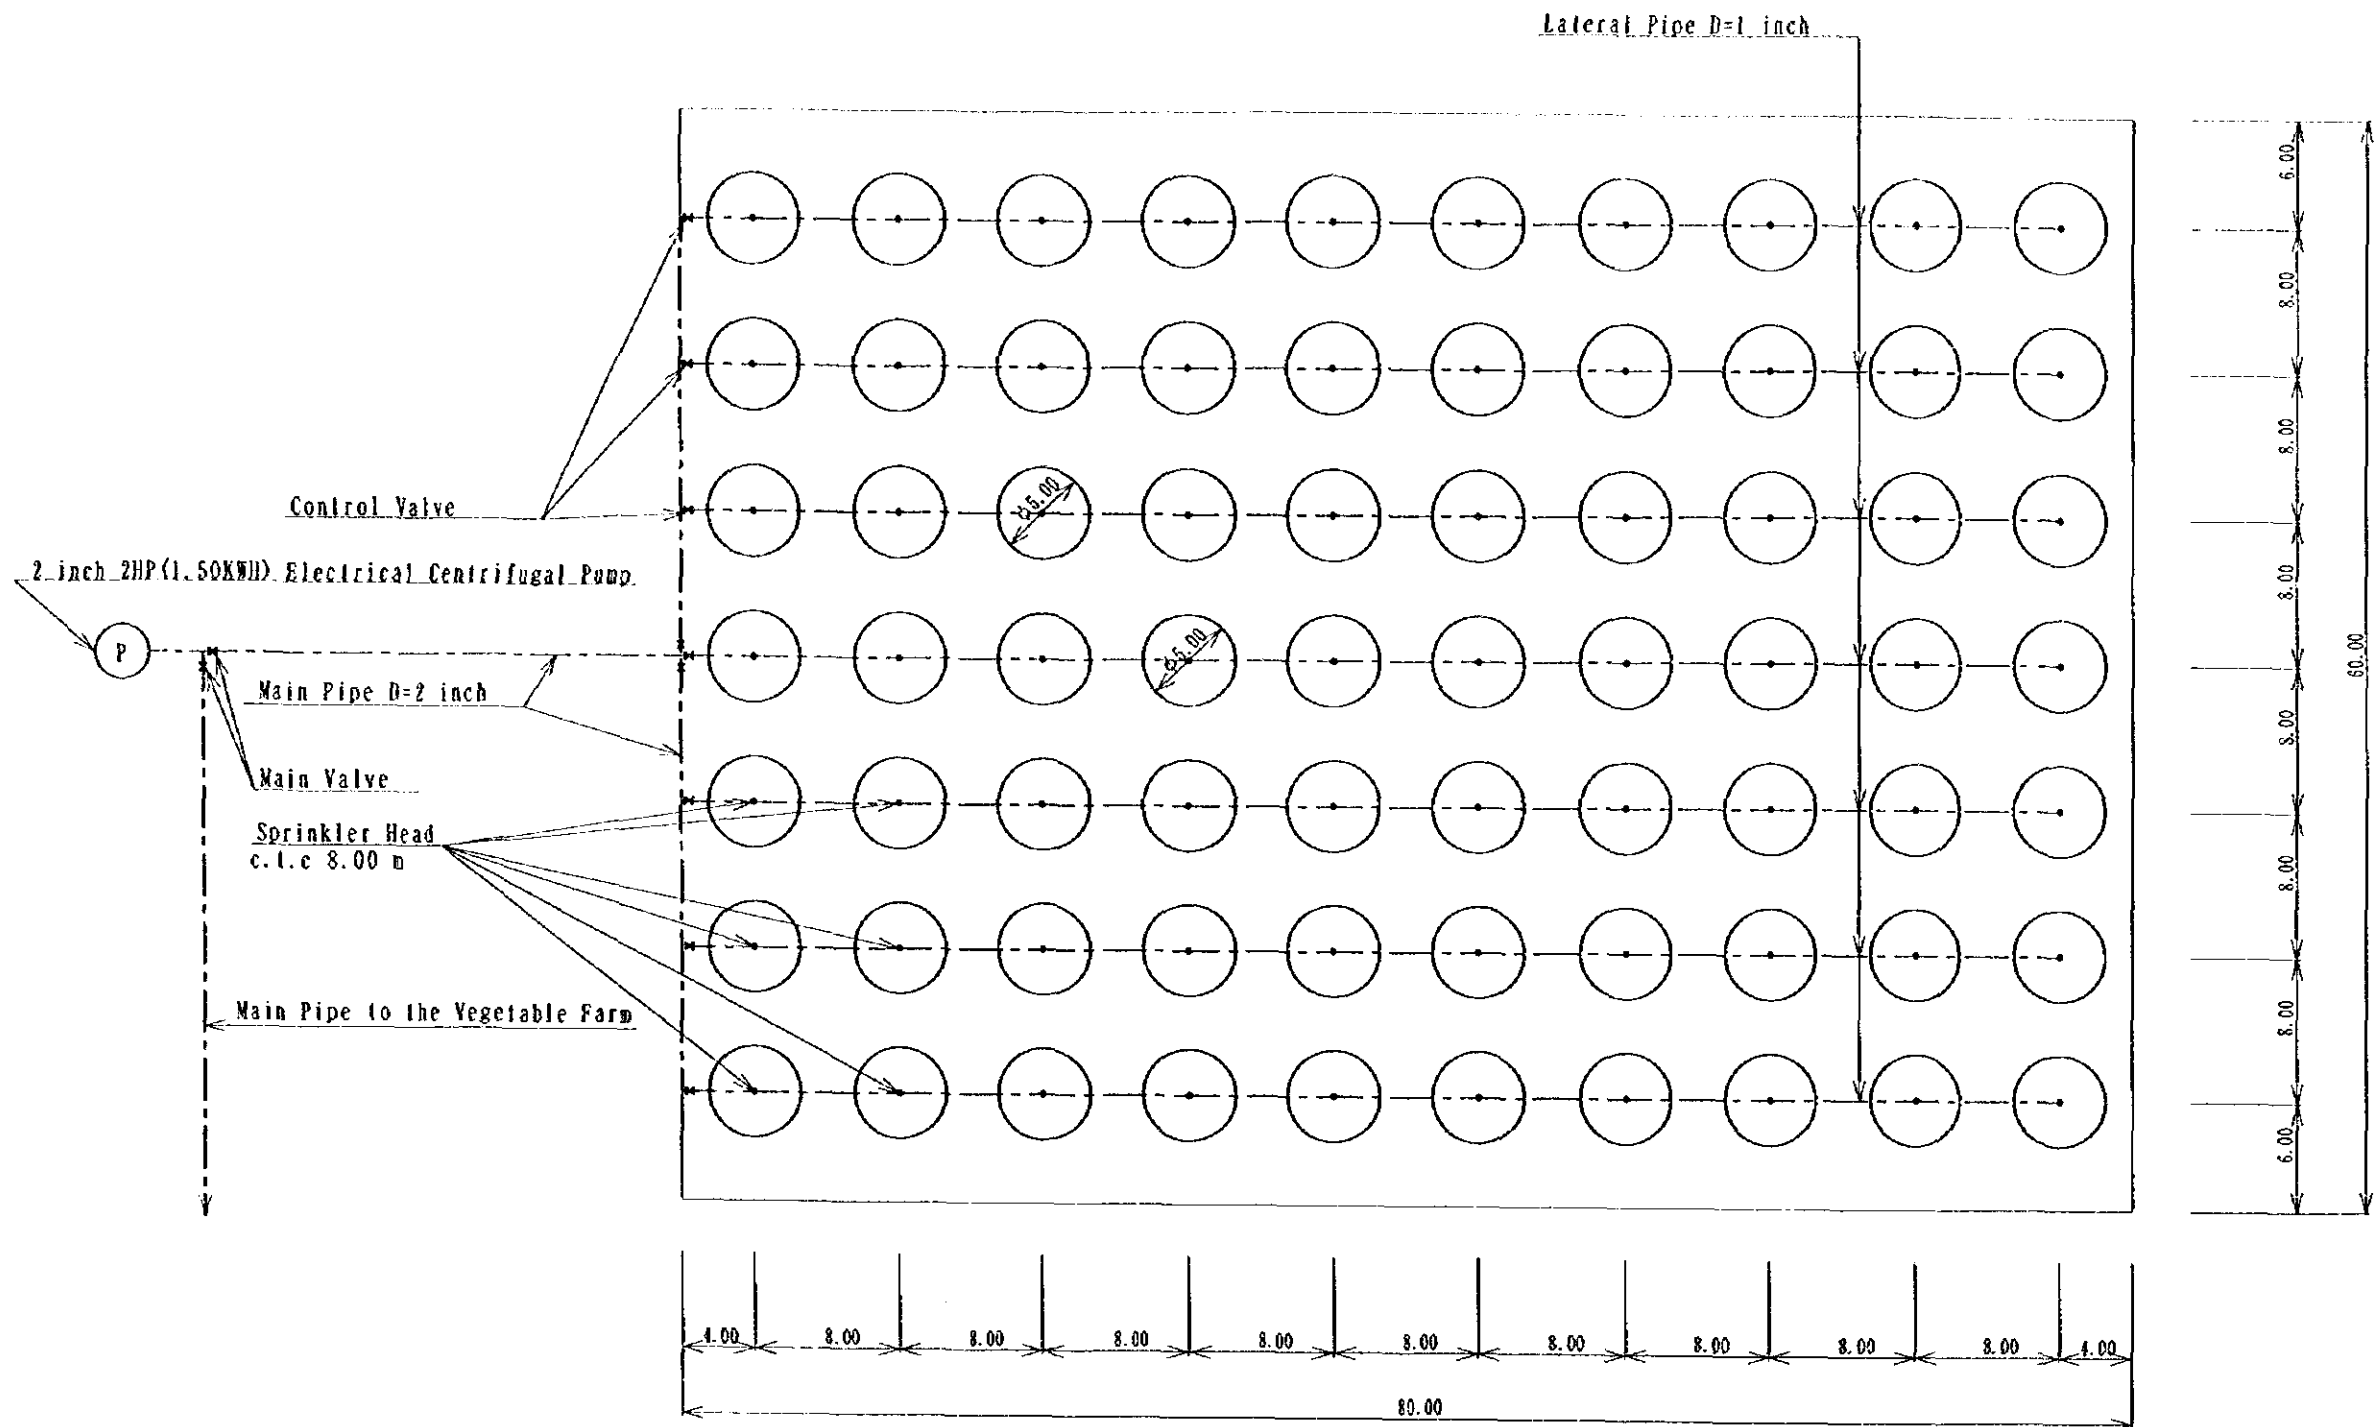 Lateral Pipe D=1 inch
6.00
8.00
8.00
Control Valve
φ5.00
2 inch 2HP(1.50KWH) Electrical Centrifugal Pump
8.00
P
φ5.00
60.00
Main Pipe D=2 inch
8.00
Main Valve
Sprinkler Head
c.t.c 8.00 m
8.00
Main Pipe to the Vegetable Farm
8.00
6.00
4.00 8.00 8.00 8.00 8.00 8.00 8.00 8.00 8.00 8.00 4.00
80.00